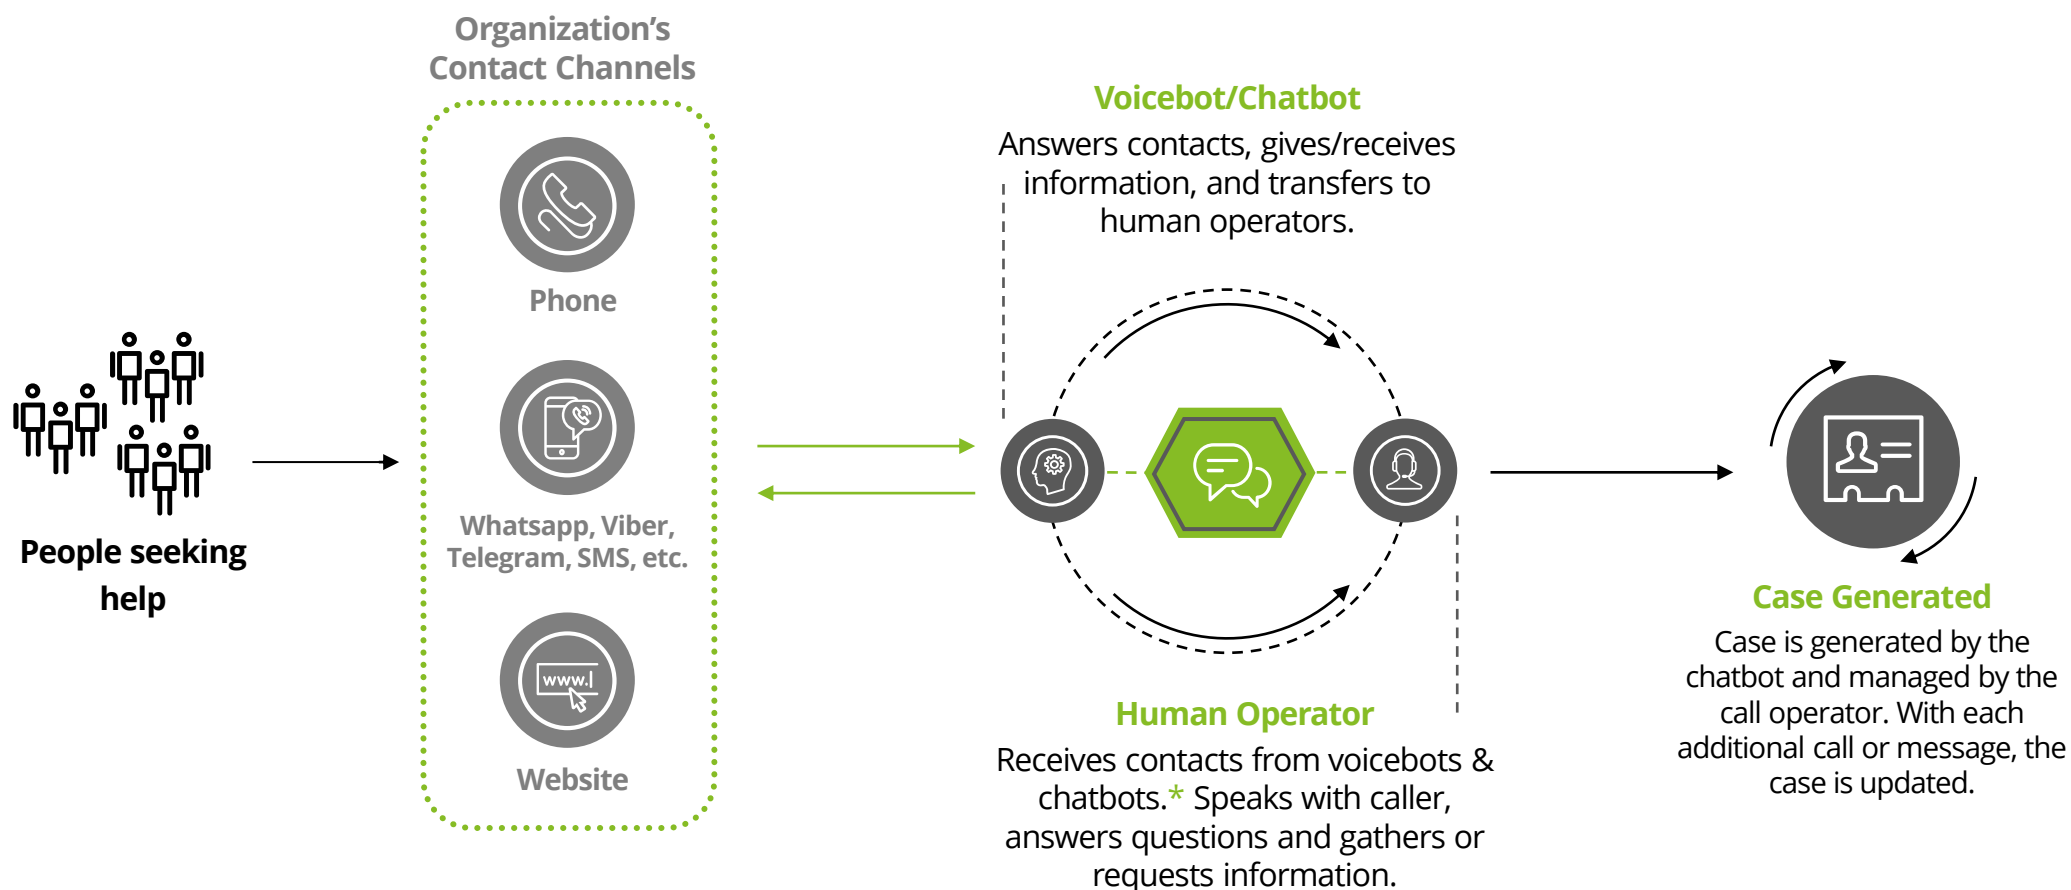 Organization’s
Contact Channels
Phone
Whatsapp, Viber,
Telegram, SMS, etc.
www.
Website
People seeking
help
Voicebot/Chatbot
Answers contacts, gives/receives
information, and transfers to
human operators.
Human Operator
Receives contacts from voicebots &
chatbots.* Speaks with caller,
answers questions and gathers or
requests information.
Case Generated
Case is generated by the
chatbot and managed by the
call operator. With each
additional call or message, the
case is updated.